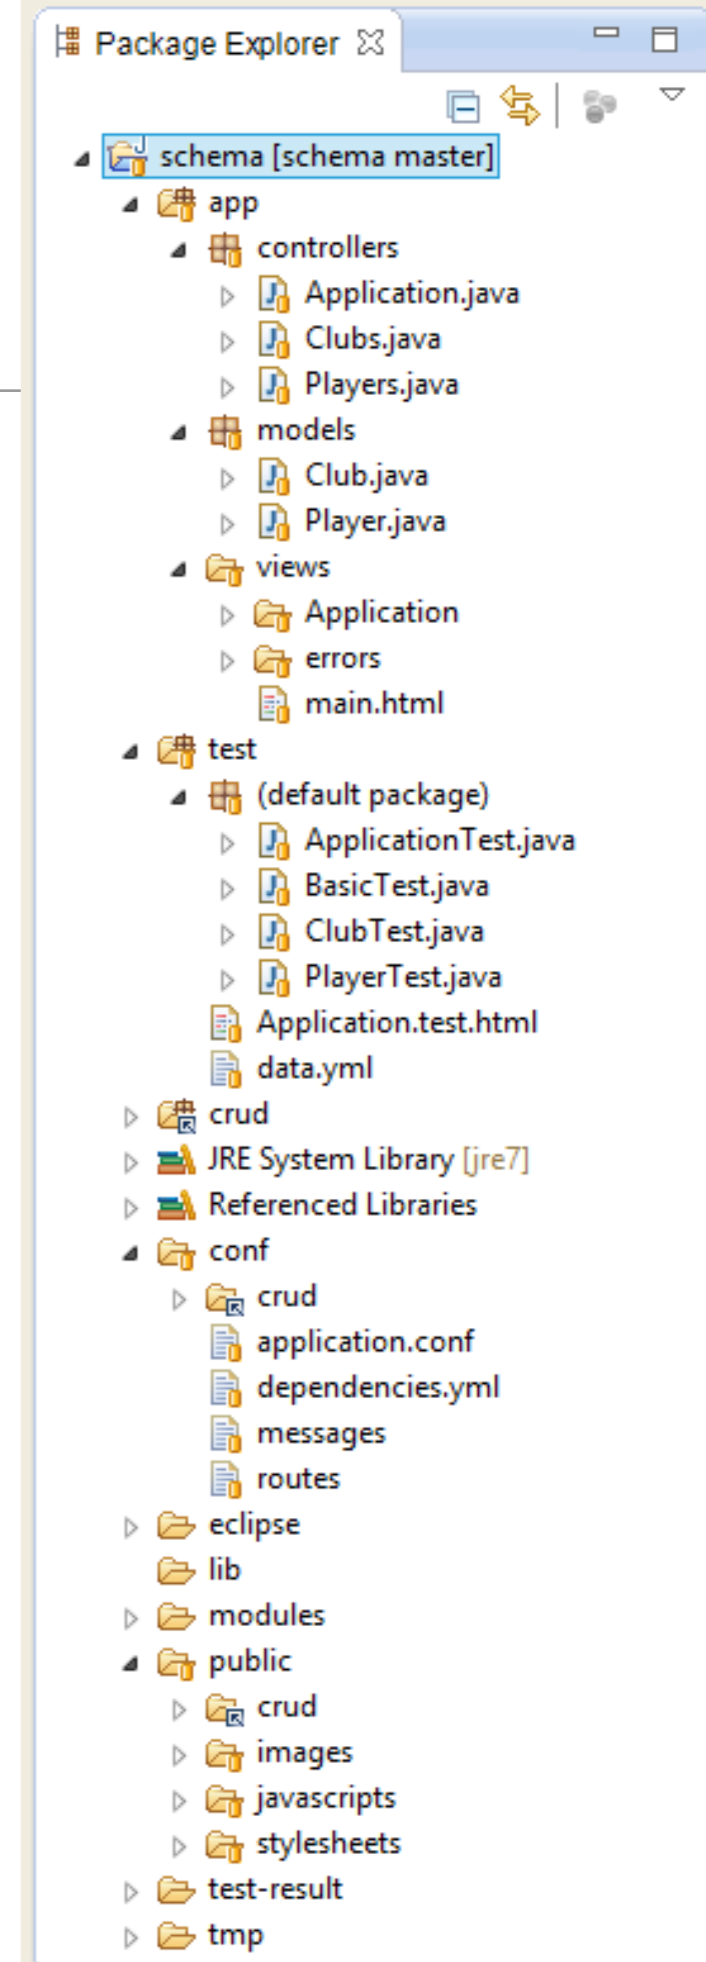 Package Explorer
schema [schema master]
app
controllers
Application.java
Clubs.java
Players.java
models
Club.java
Player.java
views
Application
errors
main.html
test
(default package)
ApplicationTest.java
BasicTest.java
ClubTest.java
PlayerTest.java
Application.test.html
data.yml
crud
JRE System Library [jre7]
Referenced Libraries
conf
crud
application.conf
dependencies.yml
messages
routes
eclipse
lib
modules
public
crud
images
javascripts
stylesheets
test-result
tmp